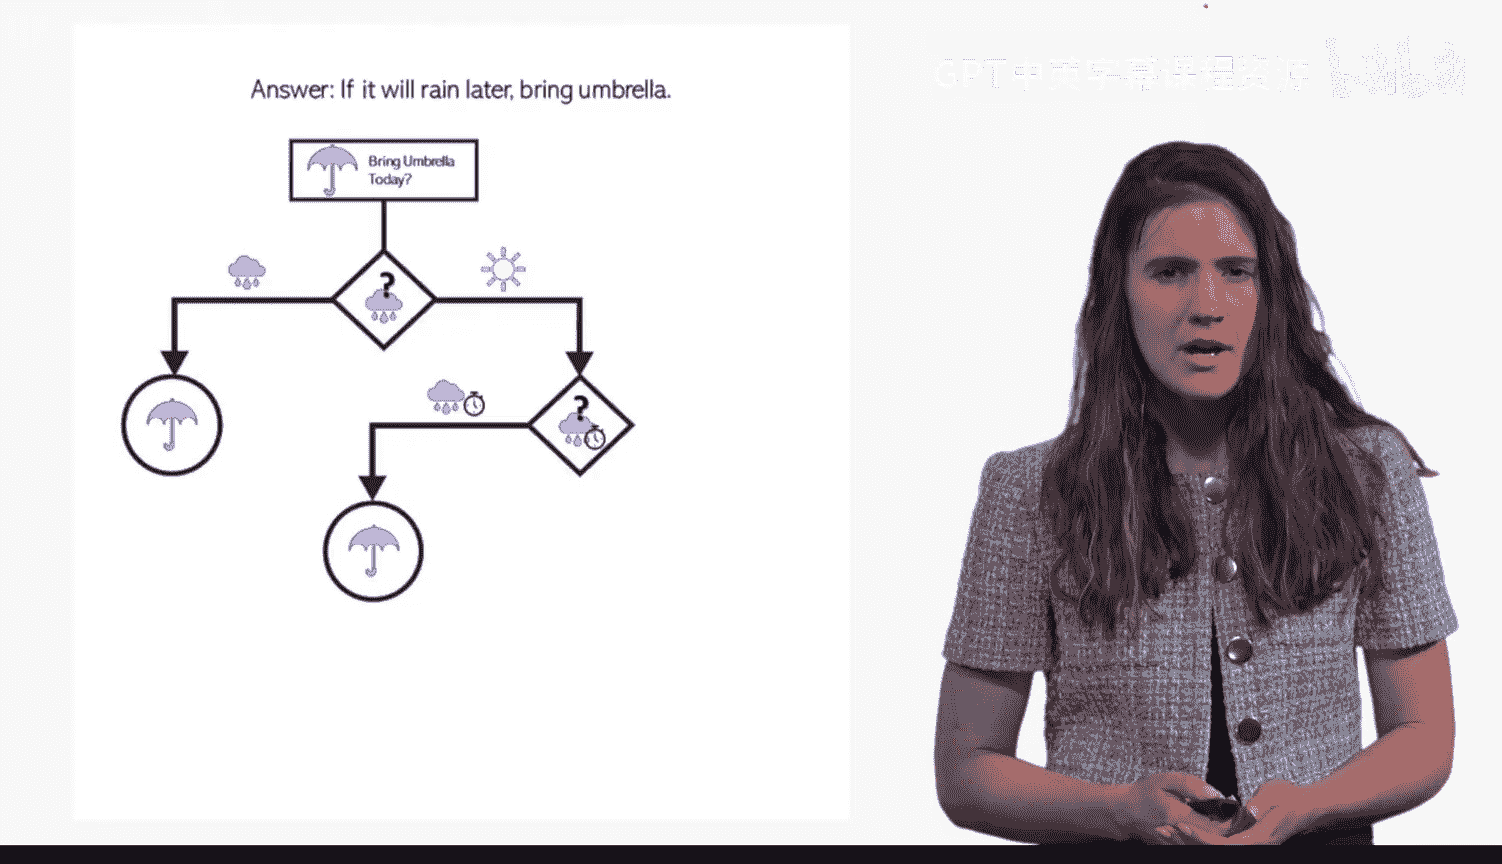 Answer: If it will rain later, bring umbrella.
Bring Umbrella
Today?
?
?
GPT中英字幕课程资源